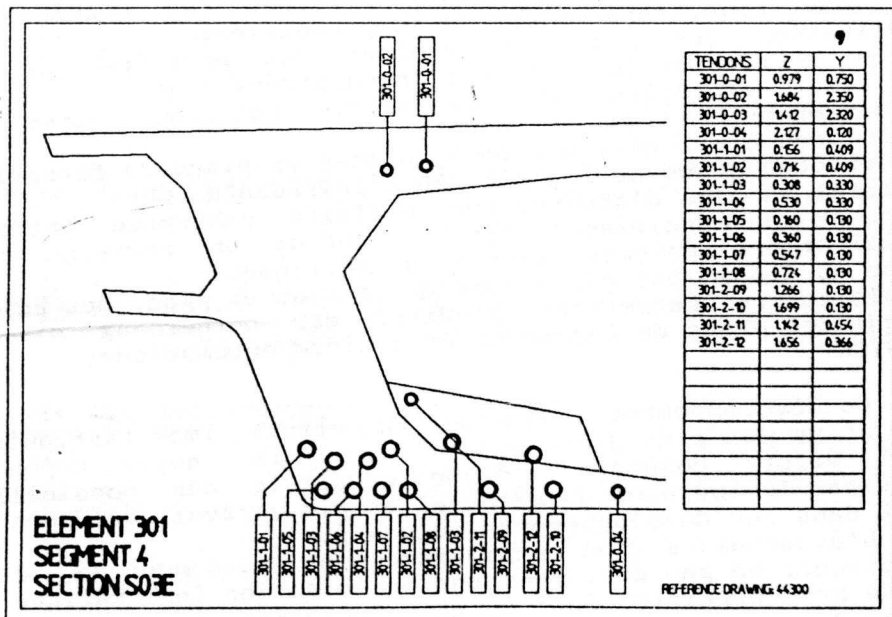 301-0-02
301-0-01
TENDONS Z Y
301-0-01 0.979 0.750
301-0-02 1.684 2.350
301-0-03 1.412 2.320
301-0-04 2.127 0.120
301-1-01 0.156 0.409
301-1-02 0.714 0.409
301-1-03 0.308 0.330
301-1-04 0.530 0.330
301-1-05 0.160 0.130
301-1-06 0.360 0.130
301-1-07 0.547 0.130
301-1-08 0.724 0.130
301-2-09 1.266 0.130
301-2-10 1.699 0.130
301-2-11 1.142 0.454
301-2-12 1.656 0.366
301-1-01
301-1-05
301-1-03
301-1-06
301-1-04
301-1-07
301-1-02
301-1-08
301-1-03
301-2-11
301-2-09
301-2-12
301-2-10
301-0-04
ELEMENT 301
SEGMENT 4
SECTION S03E
REFERENCE DRAWING: 44300